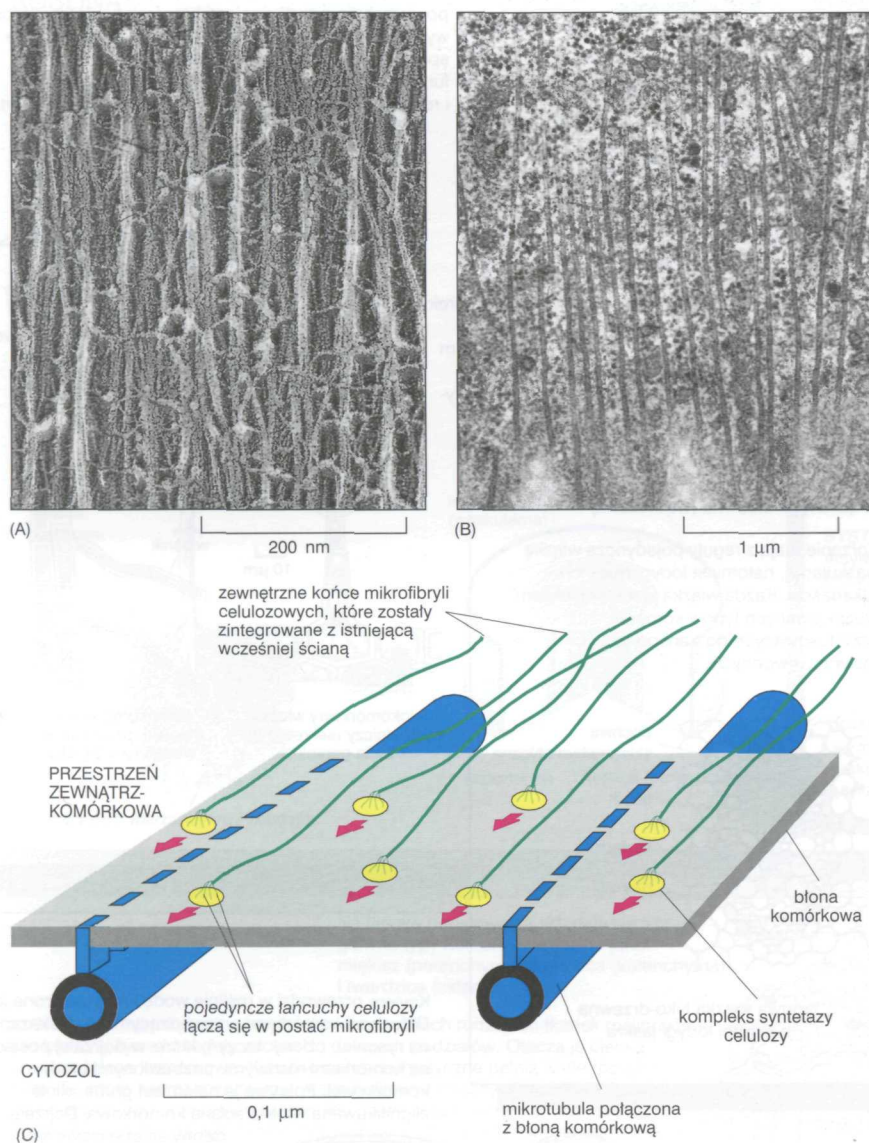 (A)
200 nm
(B)
1 µm
zewnętrzne końce mikrofibryli
celulozowych, które zostały
zintegrowane z istniejącą
wcześniej ścianą
PRZESTRZEŃ
ZEWNĄTRZ-
KOMÓRKOWA
błona
komórkowa
pojedyncze łańcuchy celulozy
łączą się w postać mikrofibryli
kompleks syntetazy
celulozy
CYTOZOL
0,1 µm
mikrotubula połączona
z błoną komórkową
(C)